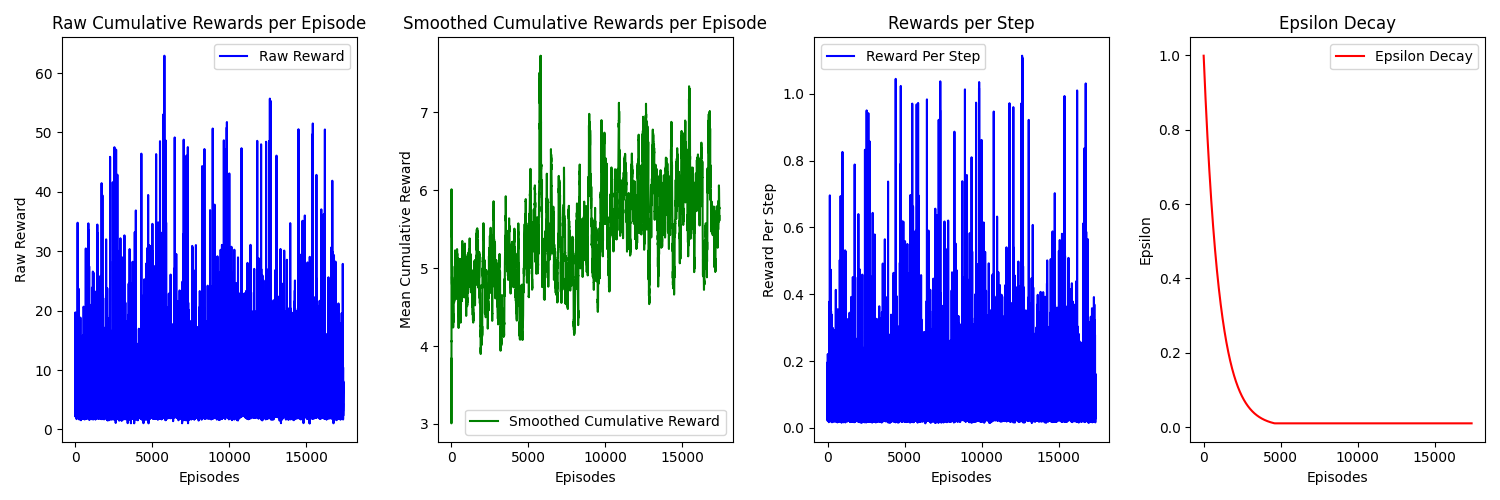 Raw Cumulative Rewards per Episode
Raw Reward
Raw Reward
60
50
40
30
20
10
0
0
5000
10000
15000
Episodes
Smoothed Cumulative Rewards per Episode
Mean Cumulative Reward
7
6
5
4
3
Smoothed Cumulative Reward
0
5000
10000
15000
Episodes
Rewards per Step
Reward Per Step
Reward Per Step
1.0
0.8
0.6
0.4
0.2
0.0
0
5000
10000
15000
Episodes
Epsilon Decay
Epsilon Decay
Epsilon
1.0
0.8
0.6
0.4
0.2
0.0
0
5000
10000
15000
Episodes